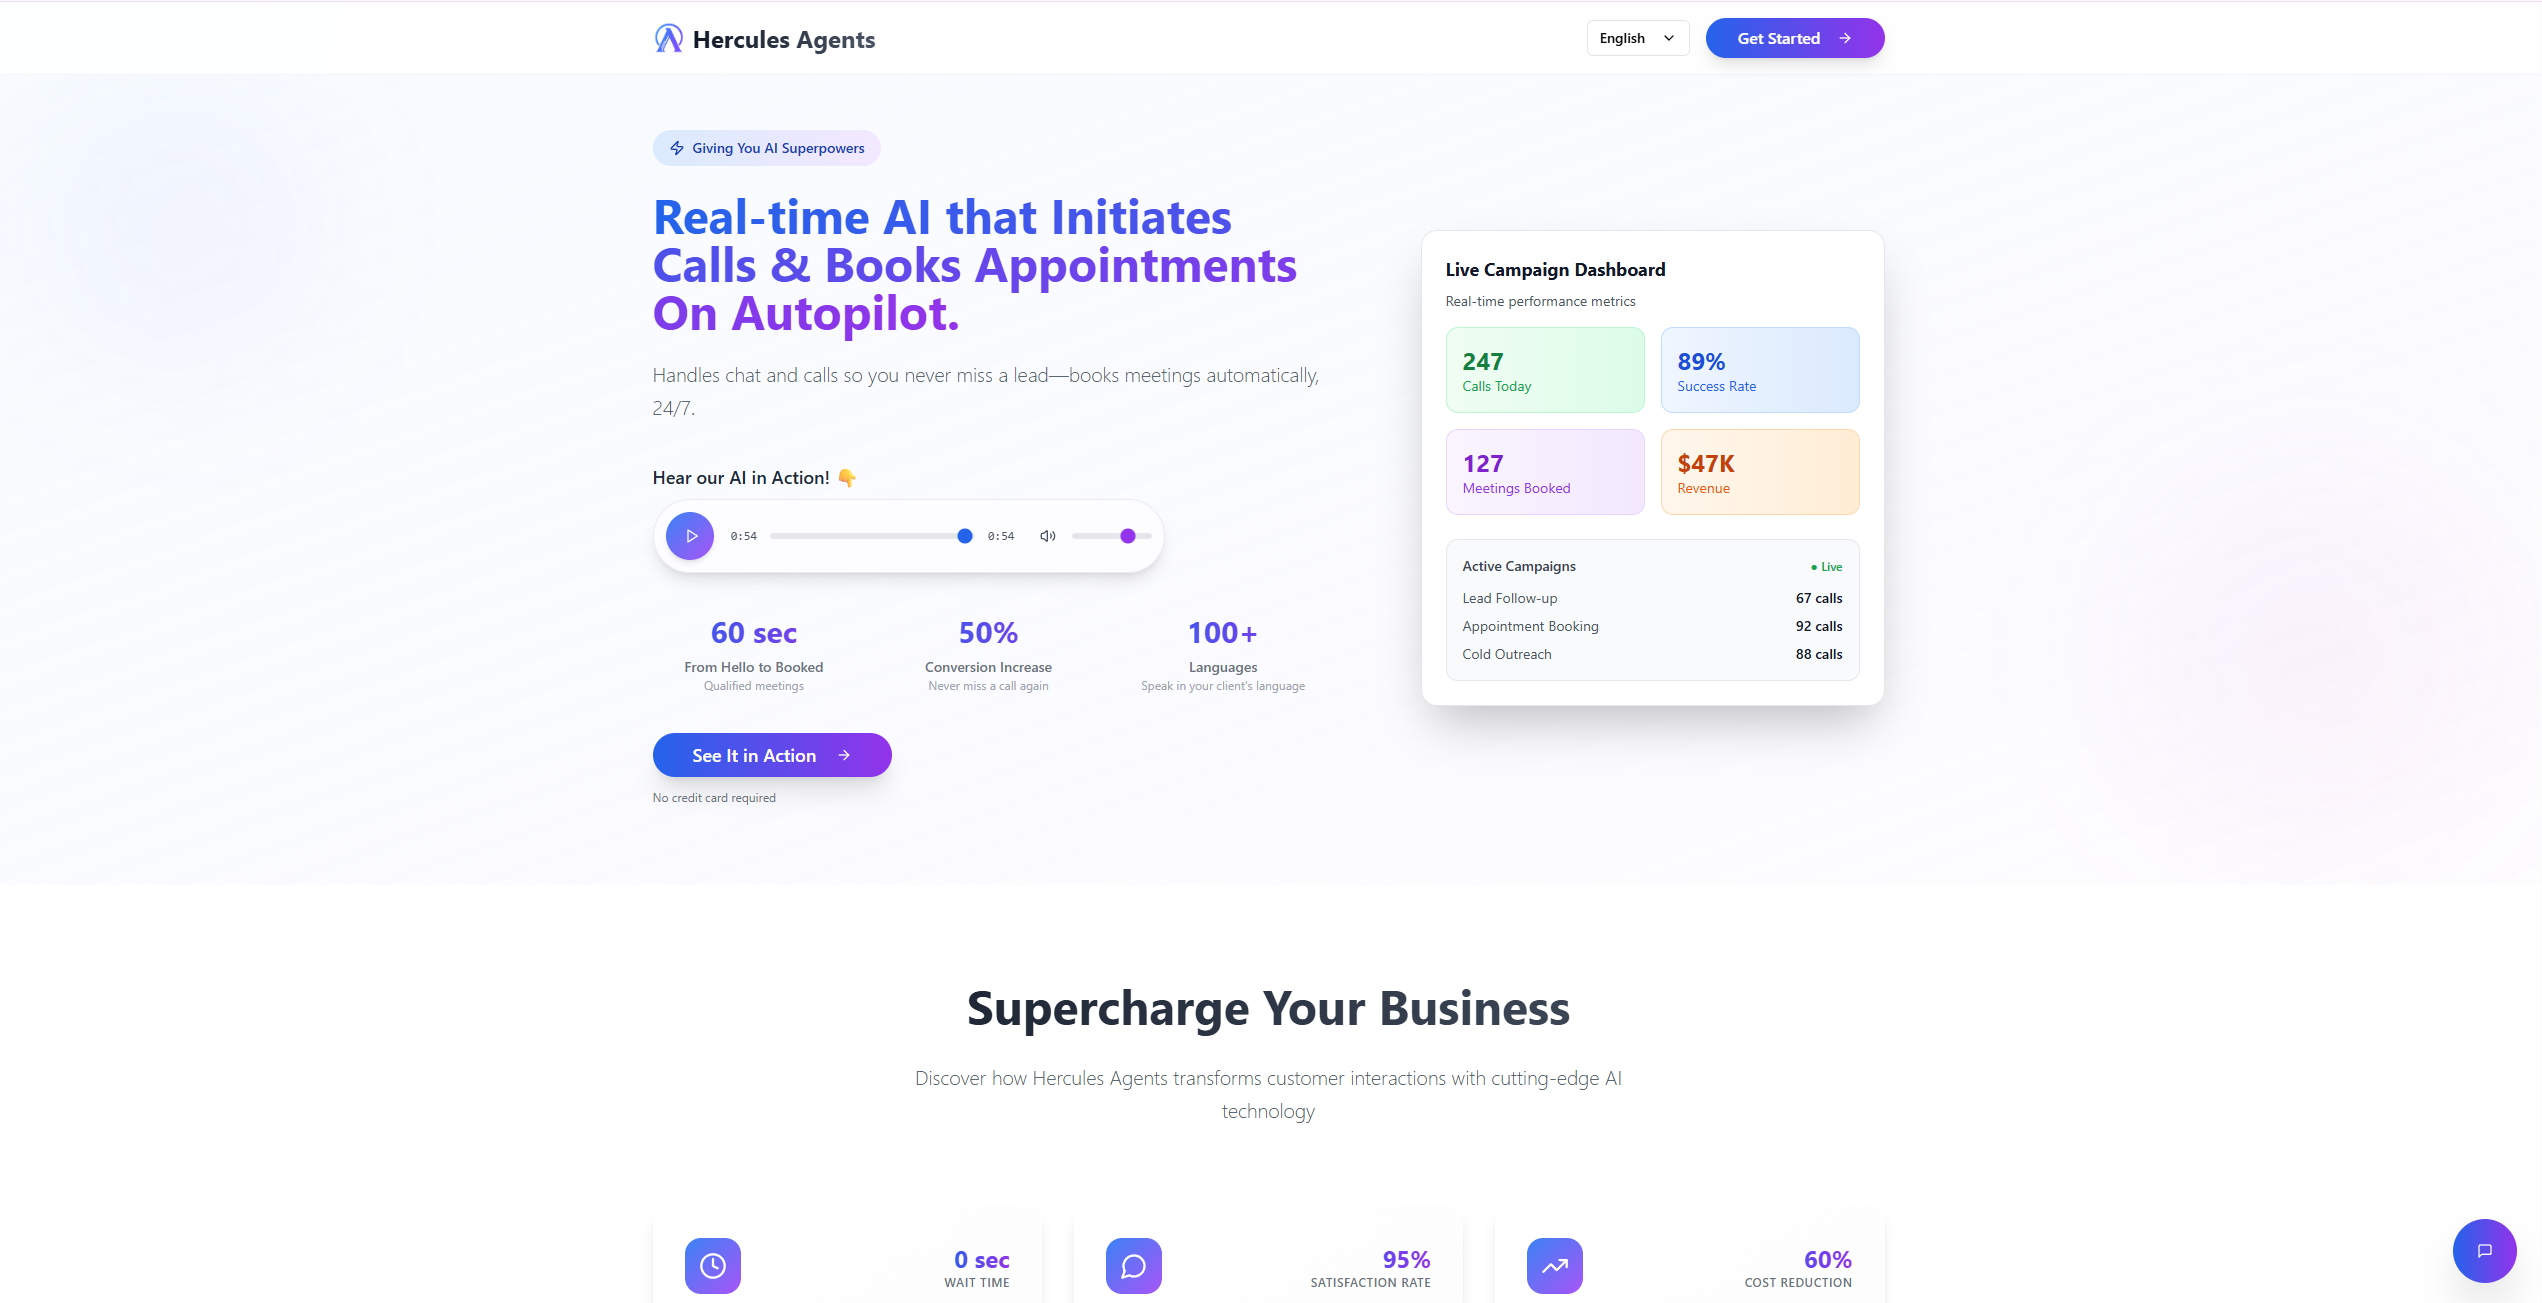 Hercules Agents
English
Get Started
Giving You AI Superpowers
Real-time AI that Initiates
Calls & Books Appointments
On Autopilot.
Handles chat and calls so you never miss a lead—books meetings automatically,
24/7.
Hear our AI in Action! 👇
0:54
0:54
60 sec
From Hello to Booked
Qualified meetings
50%
Conversion Increase
Never miss a call again
100+
Languages
Speak in your client's language
See It in Action
No credit card required
Live Campaign Dashboard
Real-time performance metrics
247
Calls Today
89%
Success Rate
127
Meetings Booked
$47K
Revenue
Active Campaigns
● Live
Lead Follow-up
67 calls
Appointment Booking
92 calls
Cold Outreach
88 calls
Supercharge Your Business
Discover how Hercules Agents transforms customer interactions with cutting-edge AI
technology
0 sec
WAIT TIME
95%
SATISFACTION RATE
60%
COST REDUCTION